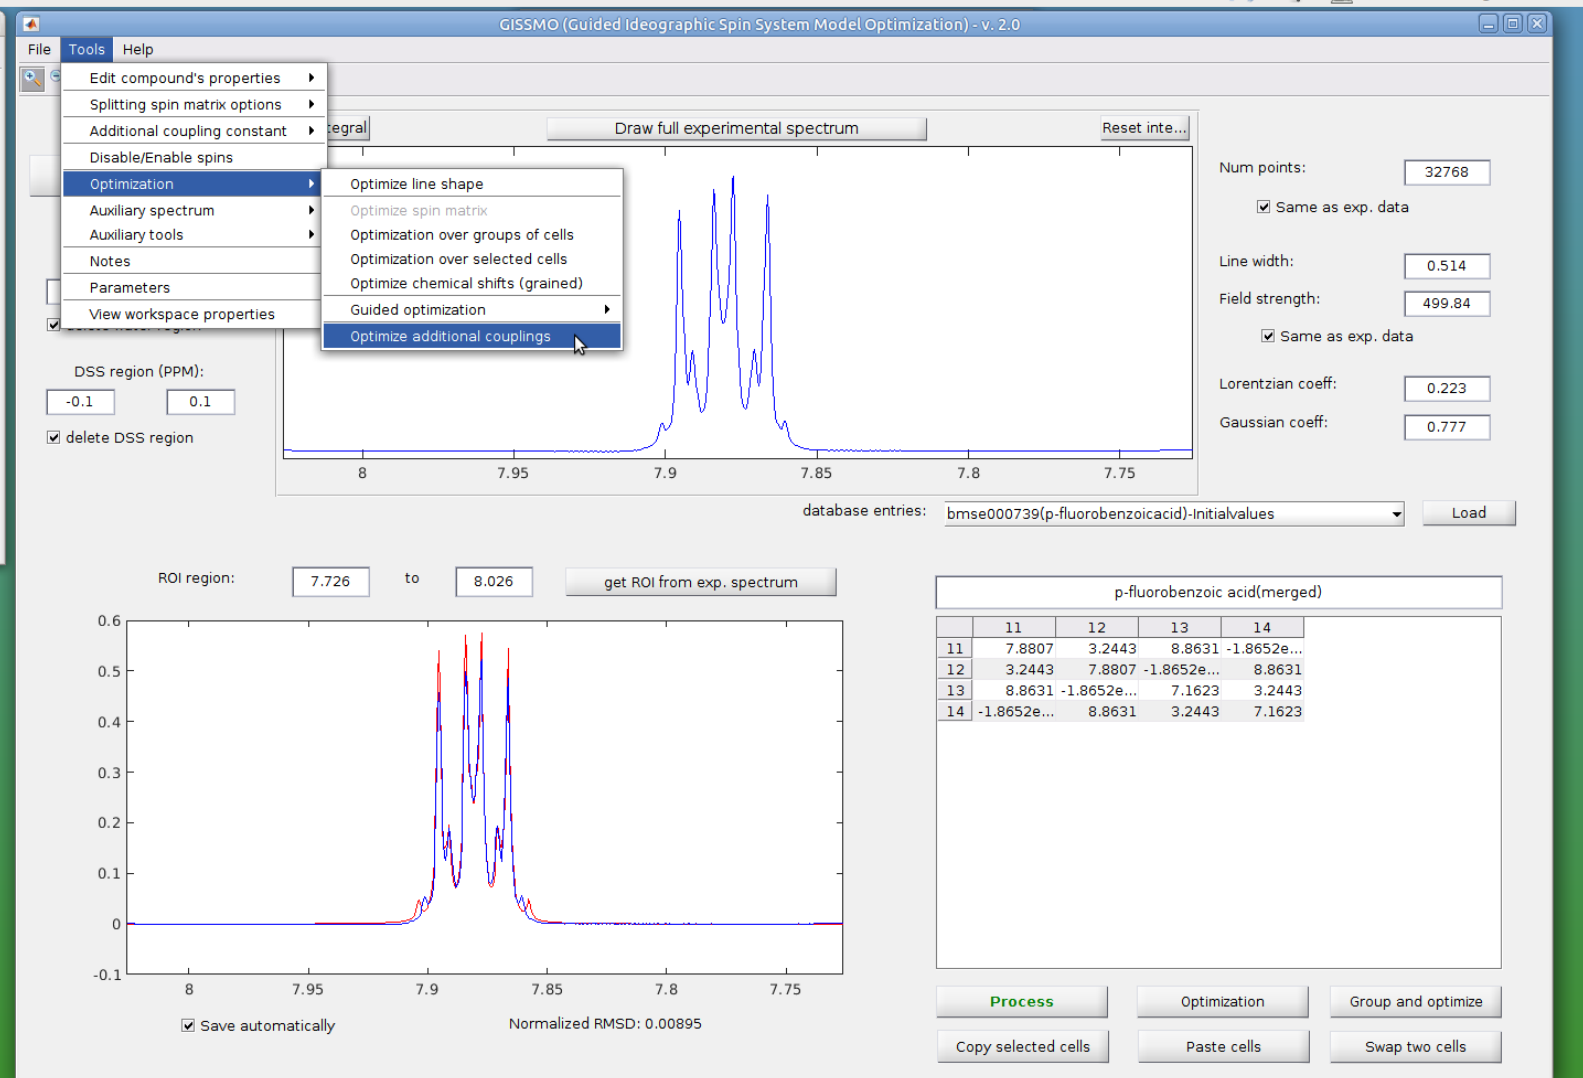 GISSMO (Guided Ideographic Spin System Model Optimization) - v. 2.0
File Tools Help
Edit compound's properties
Splitting spin matrix options
Additional coupling constant
Disable/Enable spins
Optimization
Auxiliary spectrum
Auxiliary tools
Notes
Parameters
View workspace properties
Optimize line shape
Optimize spin matrix
Optimization over groups of cells
Optimization over selected cells
Optimize chemical shifts (grained)
Guided optimization
Optimize additional couplings
Draw full experimental spectrum
Reset inte...
8 7.95 7.9 7.85 7.8 7.75
Num points: 32768
Same as exp. data
Line width: 0.514
Field strength: 499.84
Same as exp. data
Lorentzian coeff: 0.223
Gaussian coeff: 0.777
DSS region (PPM):
-0.1 0.1
delete DSS region
database entries: bmse000739(p-fluorobenzoicacid)-Initialvalues Load
ROI region: 7.726 to 8.026 get ROI from exp. spectrum
0.6
0.5
0.4
0.3
0.2
0.1
0
-0.1
8 7.95 7.9 7.85 7.8 7.75
Save automatically Normalized RMSD: 0.00895
p-fluorobenzoic acid(merged)
11 12 13 14
11 7.8807 3.2443 8.8631 -1.8652e...
12 3.2443 7.8807 -1.8652e... 8.8631
13 8.8631 -1.8652e... 7.1623 3.2443
14 -1.8652e... 8.8631 3.2443 7.1623
Process Optimization Group and optimize
Copy selected cells Paste cells Swap two cells